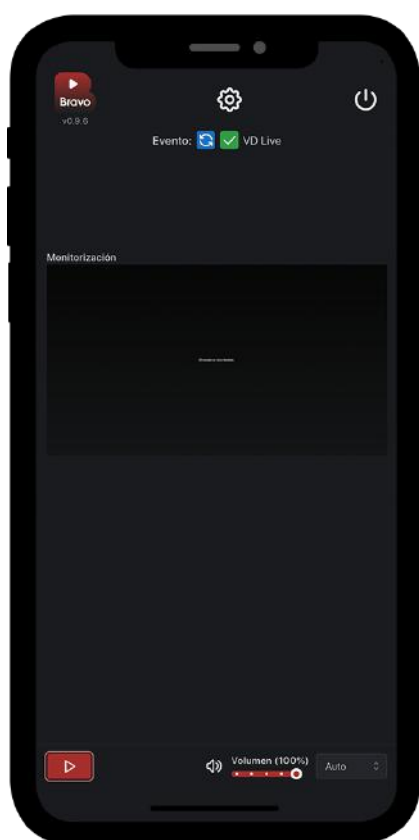 Bravo
v0.9.6
Evento: VD Live
Monitorización
Volumen (100%)
Auto